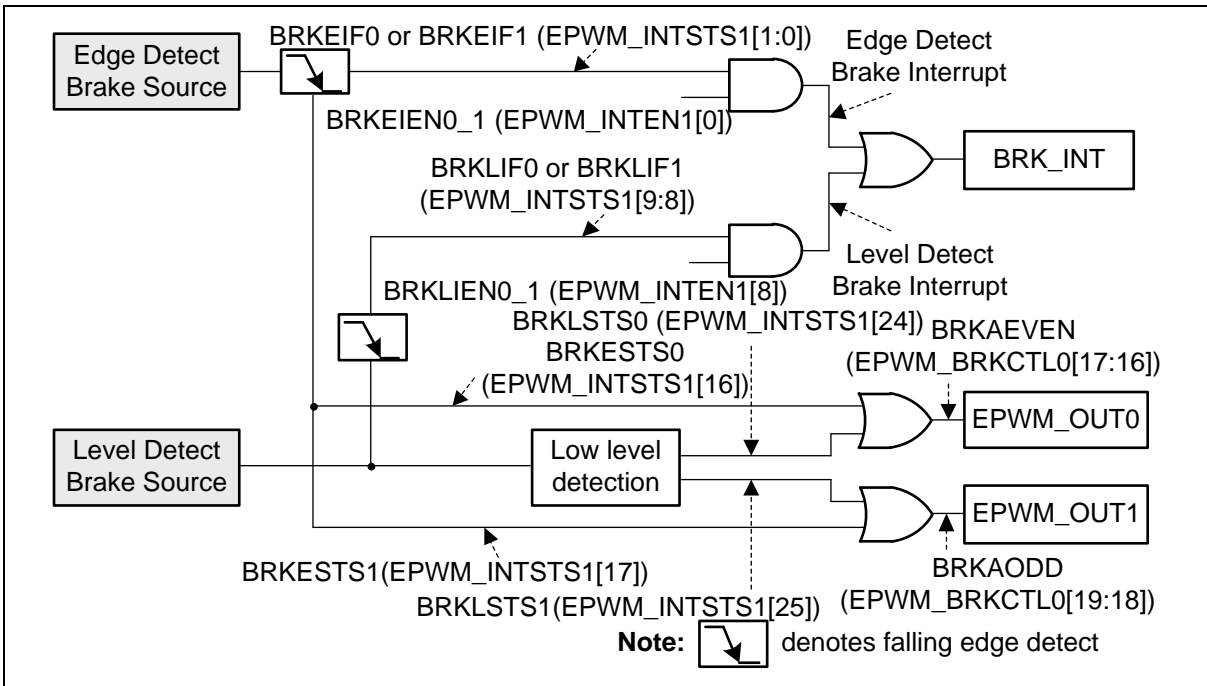 BRKEIF0 or BRKEIF1 (EPWM_INTSTS1[1:0])
Edge Detect
Brake Source
Edge Detect
Brake Interrupt
BRKEIEN0_1 (EPWM_INTEN1[0])
BRK_INT
BRKLIF0 or BRKLIF1
(EPWM_INTSTS1[9:8])
Level Detect
Brake Interrupt
BRKLIEN0_1 (EPWM_INTEN1[8])
BRKLSTS0 (EPWM_INTSTS1[24])
BRKESTS0
(EPWM_INTSTS1[16])
BRKAEVEN
(EPWM_BRKCTL0[17:16])
EPWM_OUT0
Level Detect
Brake Source
Low level
detection
EPWM_OUT1
BRKESTS1(EPWM_INTSTS1[17])
BRKLSTS1(EPWM_INTSTS1[25])
BRKAODD
(EPWM_BRKCTL0[19:18])
Note: denotes falling edge detect